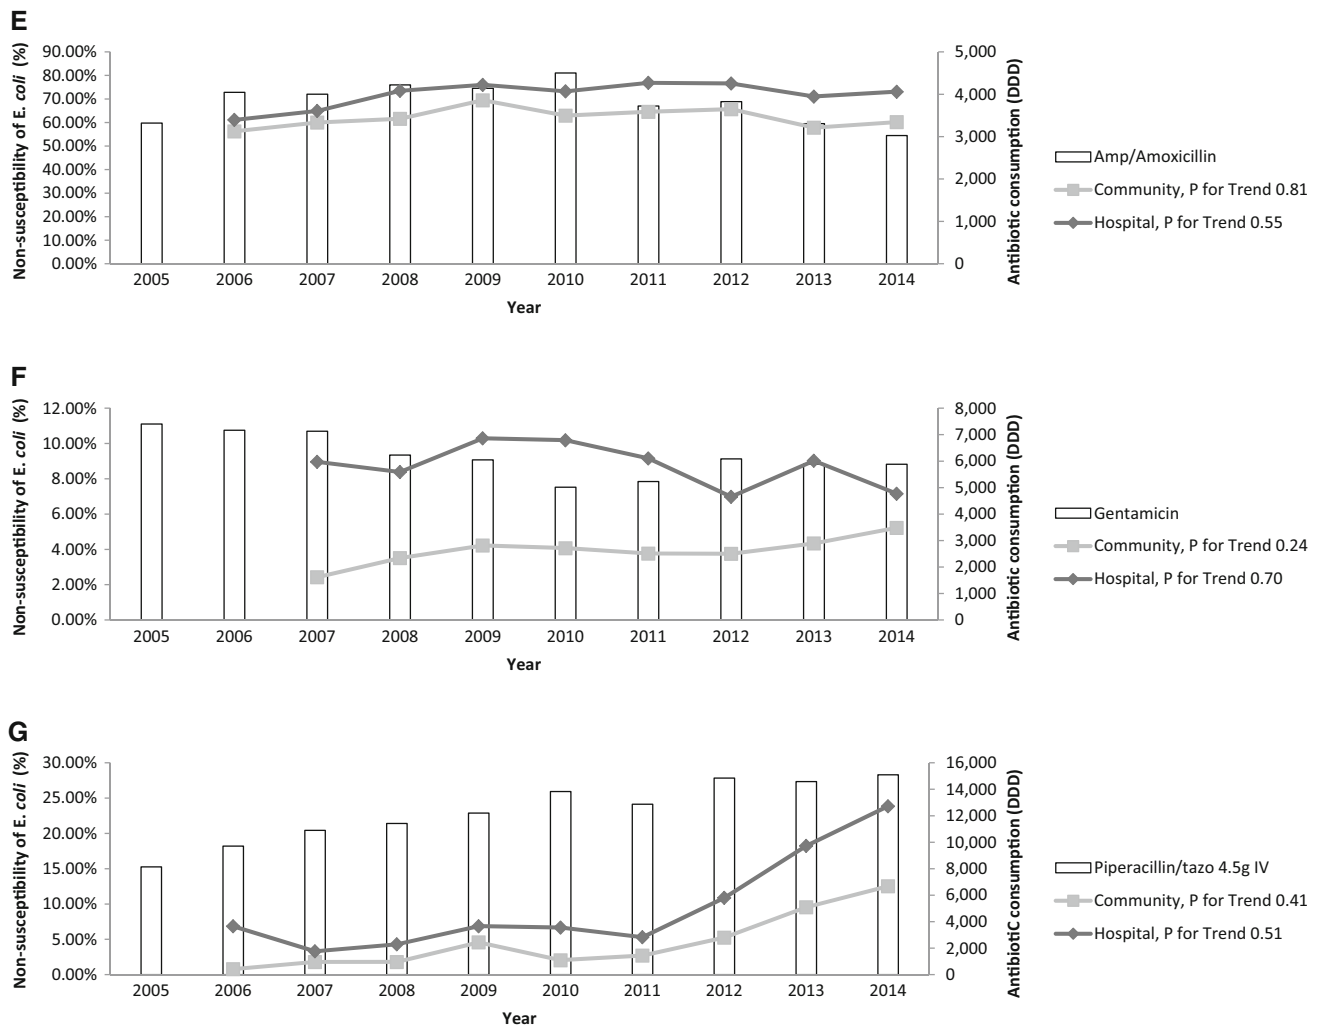 E
Non-susceptibility of E. coli (%)
90.00%
80.00%
70.00%
60.00%
50.00%
40.00%
30.00%
20.00%
10.00%
0.00%
5,000
4,000
3,000
2,000
1,000
0
Antibiotic consumption (DDD)
2005 2006 2007 2008 2009 2010 2011 2012 2013 2014
Year
Amp/Amoxicillin
Community, P for Trend 0.81
Hospital, P for Trend 0.55
F
Non-susceptibility of E. coli (%)
12.00%
10.00%
8.00%
6.00%
4.00%
2.00%
0.00%
8,000
7,000
6,000
5,000
4,000
3,000
2,000
1,000
0
Antibiotic consumption (DDD)
2005 2006 2007 2008 2009 2010 2011 2012 2013 2014
Year
Gentamicin
Community, P for Trend 0.24
Hospital, P for Trend 0.70
G
Non-susceptibility of E. coli (%)
30.00%
25.00%
20.00%
15.00%
10.00%
5.00%
0.00%
16,000
14,000
12,000
10,000
8,000
6,000
4,000
2,000
0
AntibiotiC consumption (DDD)
2005 2006 2007 2008 2009 2010 2011 2012 2013 2014
Year
Piperacillin/tazo 4.5g IV
Community, P for Trend 0.41
Hospital, P for Trend 0.51